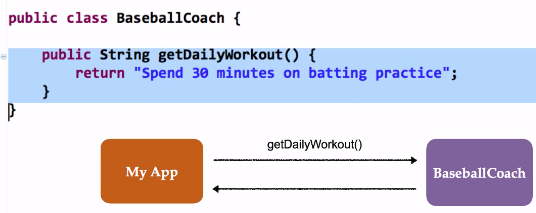 public class BaseballCoach {
public String getDailyWorkout() {
return "Spend 30 minutes on batting practice";
}
}
getDailyWorkout()
My App
BaseballCoach